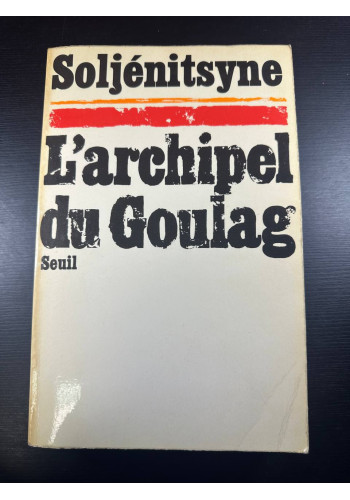 Soljénitsyne
L'archipel
du Goulag
Seuil